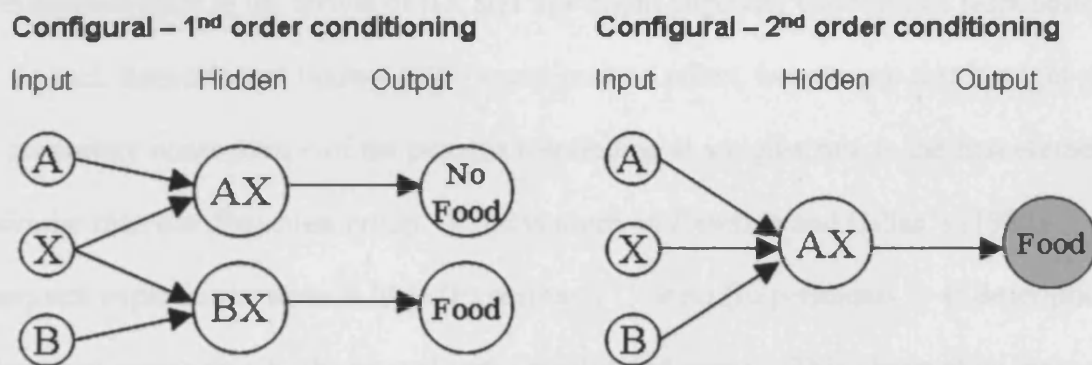 Configural – 1nd order conditioning
Input Hidden Output
A
X
B
AX
BX
No
Food
Food
Configural – 2nd order conditioning
Input Hidden Output
A
X
B
AX
Food